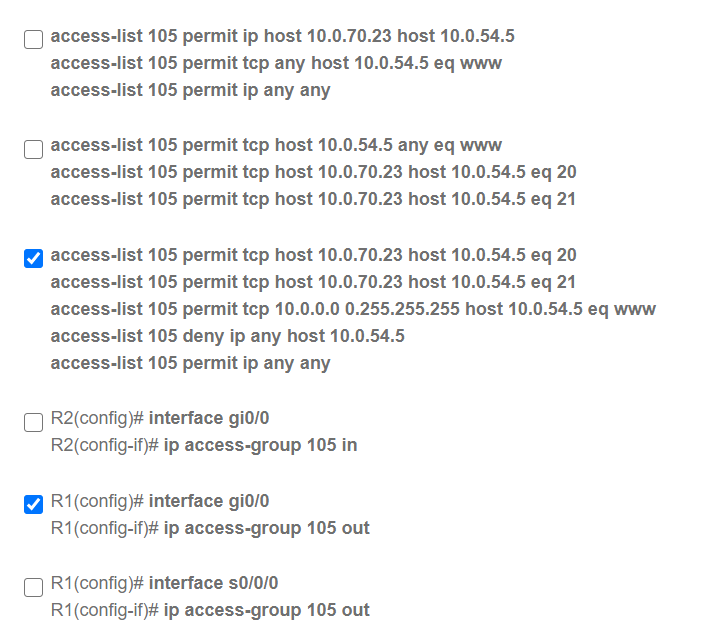 access-list 105 permit ip host 10.0.70.23 host 10.0.54.5
access-list 105 permit tcp any host 10.0.54.5 eq www
access-list 105 permit ip any any
access-list 105 permit tcp host 10.0.54.5 any eq www
access-list 105 permit tcp host 10.0.70.23 host 10.0.54.5 eq 20
access-list 105 permit tcp host 10.0.70.23 host 10.0.54.5 eq 21
access-list 105 permit tcp host 10.0.70.23 host 10.0.54.5 eq 20
access-list 105 permit tcp host 10.0.70.23 host 10.0.54.5 eq 21
access-list 105 permit tcp 10.0.0.0 0.255.255.255 host 10.0.54.5 eq www
access-list 105 deny ip any host 10.0.54.5
access-list 105 permit ip any any
R2(config)# interface gi0/0
R2(config-if)# ip access-group 105 in
R1(config)# interface gi0/0
R1(config-if)# ip access-group 105 out
R1(config)# interface s0/0/0
R1(config-if)# ip access-group 105 out